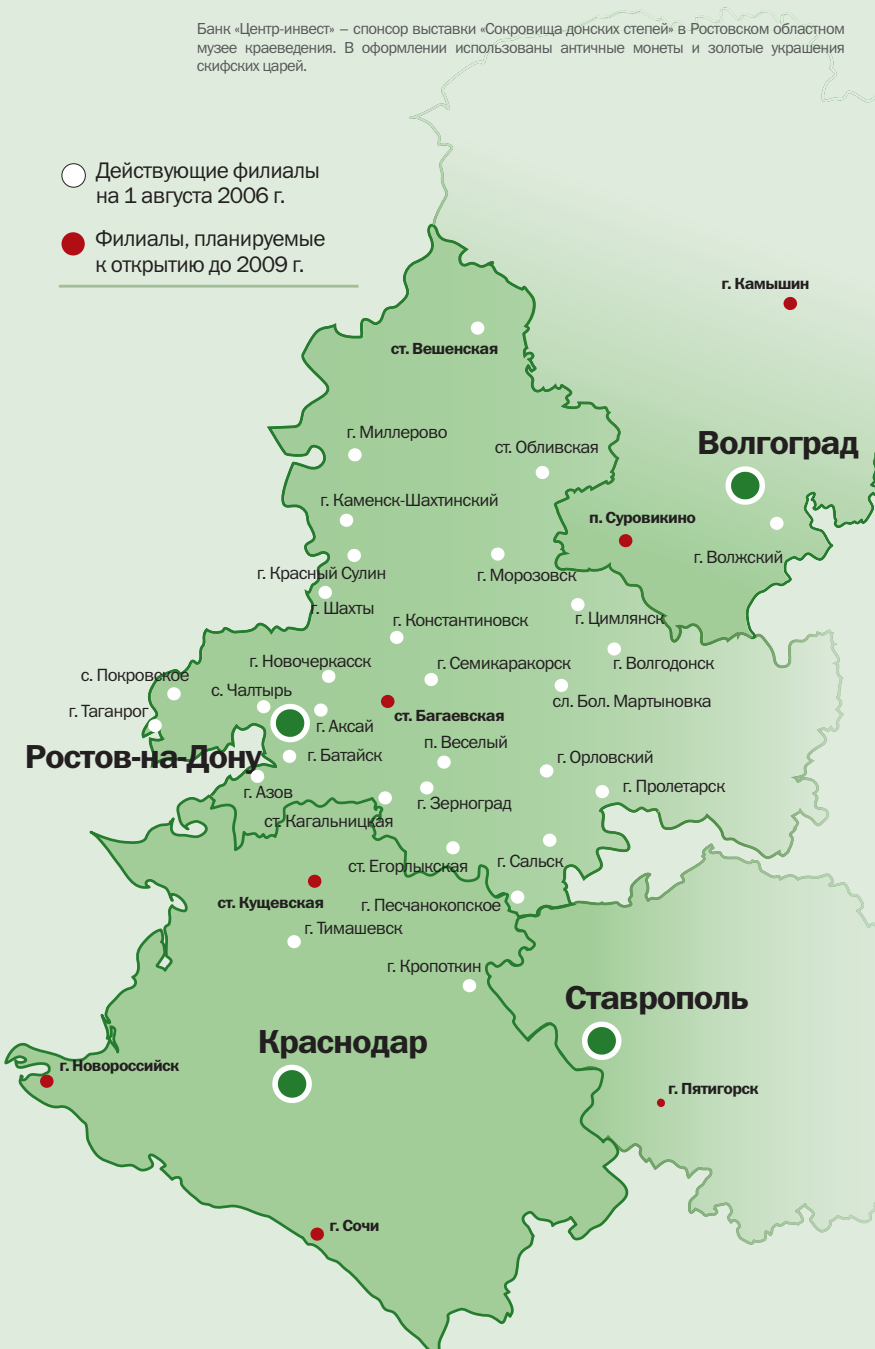 Банк «Центр-инвест» – спонсор выставки «Сокровища донских степей» в Ростовском областном
музее краеведения. В оформлении использованы античные монеты и золотые украшения
скифских царей.
Действующие филиалы
на 1 августа 2006 г.
Филиалы, планируемые
к открытию до 2009 г.
г. Камышин
ст. Вешенская
г. Миллерово
ст. Обливская
Волгоград
г. Каменск-Шахтинский
п. Суровикино
г. Волжский
г. Красный Сулин
г. Морозовск
г. Шахты
г. Константиновск
г. Цимлянск
г. Новочеркасск
г. Семикаракорск
г. Волгодонск
с. Покровское
с. Чалтырь
сл. Бол. Мартыновка
г. Таганрог
ст. Багаевская
г. Аксай
п. Веселый
Ростов-на-Дону
г. Батайск
г. Орловский
г. Азов
г. Пролетарск
г. Зерноград
ст. Кагальницкая
ст. Егорлыкская
г. Сальск
ст. Кущевская
г. Песчанокопское
г. Тимашевск
г. Кропоткин
Ставрополь
Краснодар
г. Новороссийск
г. Пятигорск
г. Сочи